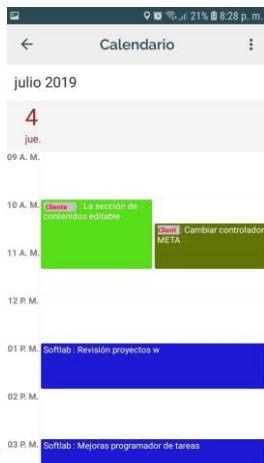 21% 8:28 p. m.
Calendario
julio 2019
4
jue.
09 A. M.
10 A. M.
Cliente : La sección de
contenidos editable
Client : Cambiar controlador
META
11 A. M.
12 P. M.
01 P. M.
Softlab : Revisión proyectos w
02 P. M.
03 P. M.
Softlab : Mejoras programador de tareas